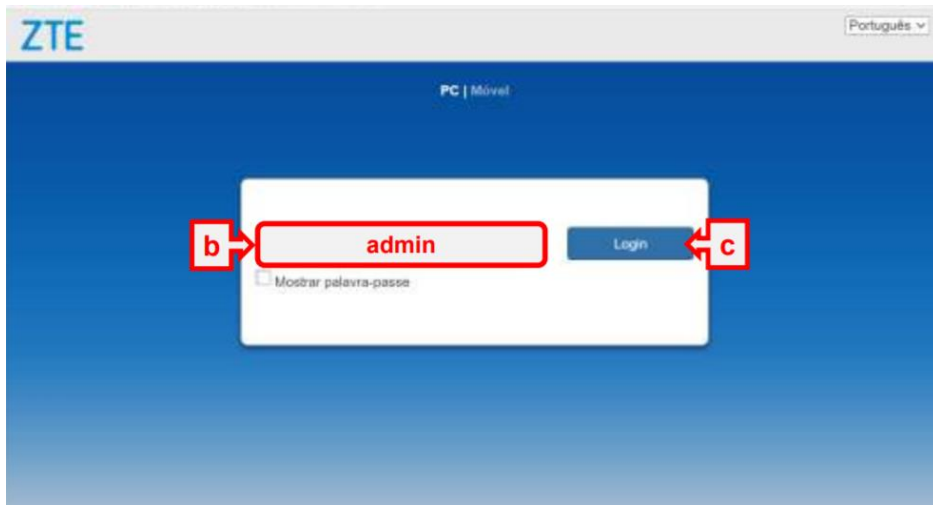 ZTE
Português
PC | Móvel
b
admin
Login
c
Mostrar palavra-passe